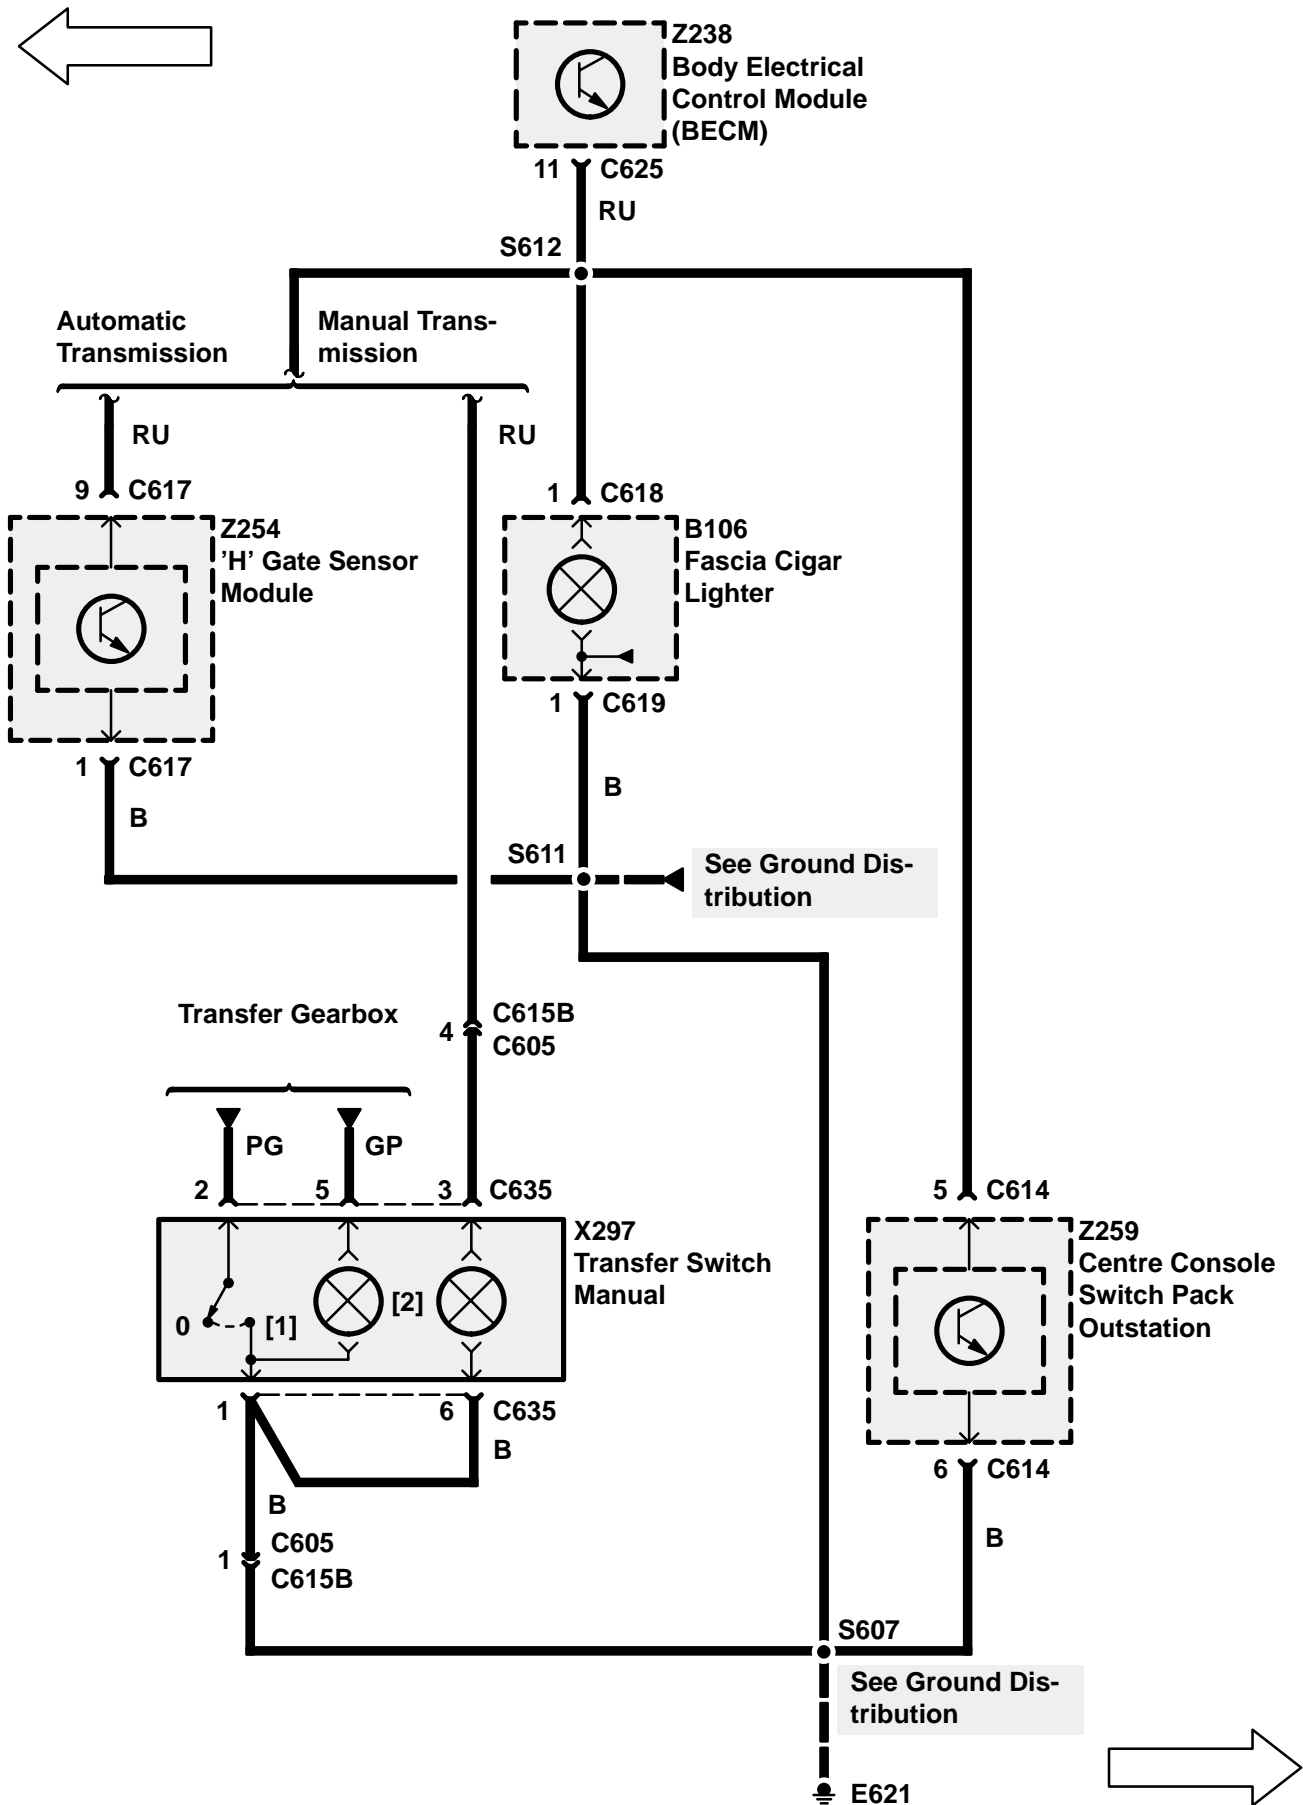 Z238
Body Electrical
Control Module
(BECM)
11 C625
RU
S612
Automatic
Transmission
Manual Trans-
mission
RU
RU
9 C617
1 C618
Z254
'H' Gate Sensor
Module
B106
Fascia Cigar
Lighter
1 C619
1 C617
B
B
S611
See Ground Dis-
tribution
Transfer Gearbox
4
C615B
C605
PG
GP
2
5
3 C635
5 C614
X297
Transfer Switch
Manual
0
[1]
[2]
Z259
Centre Console
Switch Pack
Outstation
1
6 C635
B
B
6 C614
B
1
C605
C615B
S607
See Ground Dis-
tribution
E621